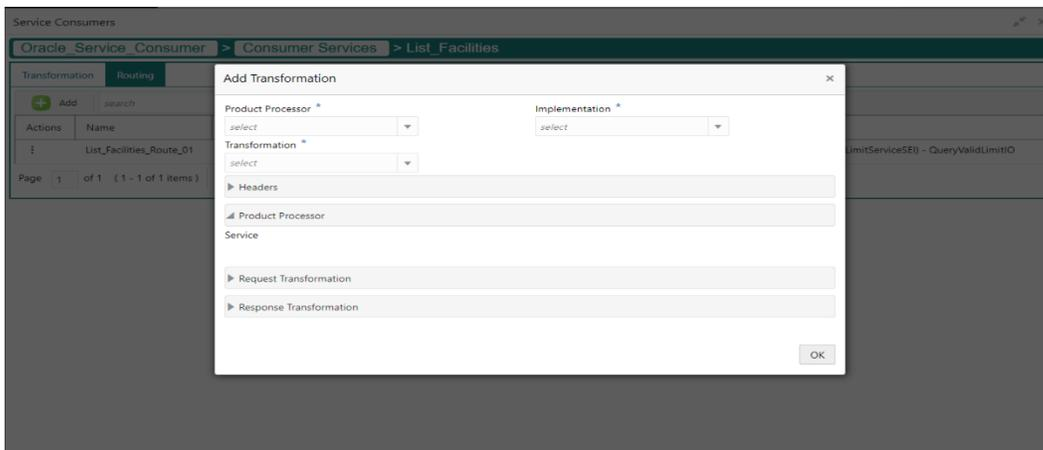 Service Consumers
Oracle_Service_Consumer > Consumer Services > List_Facilities
Transformation Routing
Add search
Actions Name
List_Facilities_Route_01 LimitServiceSEI) - QueryValidLimitIO
Page 1 of 1 (1 - 1 of 1 items)
Add Transformation ×
Product Processor * Implementation *
select select
Transformation *
select
Headers
Product Processor
Service
Request Transformation
Response Transformation
OK